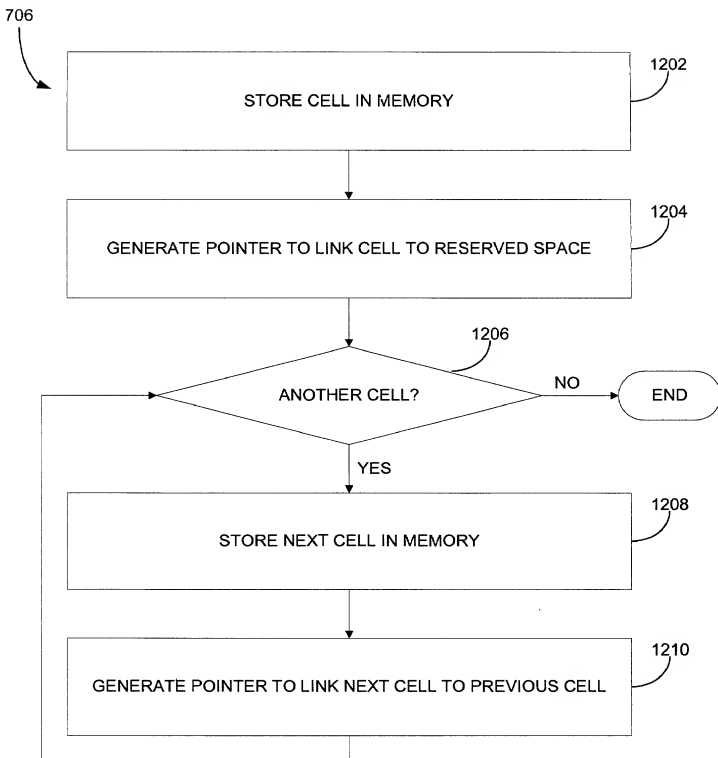 706
1202
STORE CELL IN MEMORY
1204
GENERATE POINTER TO LINK CELL TO RESERVED SPACE
1206
ANOTHER CELL?
NO
END
YES
1208
STORE NEXT CELL IN MEMORY
1210
GENERATE POINTER TO LINK NEXT CELL TO PREVIOUS CELL